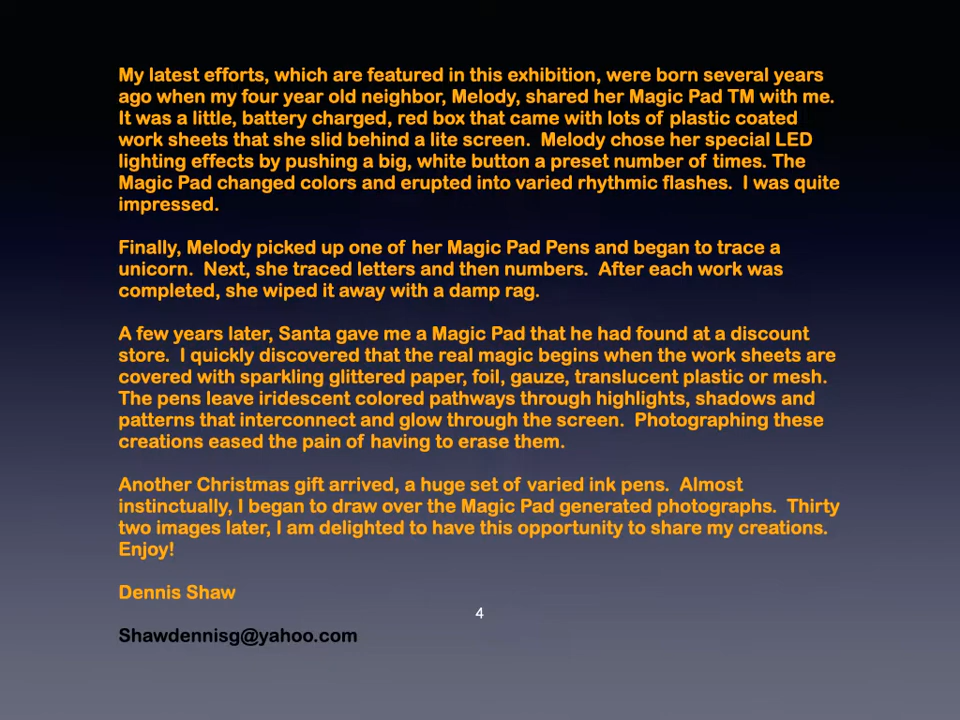 My latest efforts, which are featured in this exhibition, were born several years
ago when my four year old neighbor, Melody, shared her Magic Pad TM with me.
It was a little, battery charged, red box that came with lots of plastic coated
work sheets that she slid behind a lite screen.  Melody chose her special LED
lighting effects by pushing a big, white button a preset number of times. The
Magic Pad changed colors and erupted into varied rhythmic flashes.  I was quite
impressed.
Finally, Melody picked up one of her Magic Pad Pens and began to trace a
unicorn.  Next, she traced letters and then numbers.  After each work was
completed, she wiped it away with a damp rag.
A few years later, Santa gave me a Magic Pad that he had found at a discount
store.  I quickly discovered that the real magic begins when the work sheets are
covered with sparkling glittered paper, foil, gauze, translucent plastic or mesh.
The pens leave iridescent colored pathways through highlights, shadows and
patterns that interconnect and glow through the screen.  Photographing these
creations eased the pain of having to erase them.
Another Christmas gift arrived, a huge set of varied ink pens.  Almost
instinctually, I began to draw over the Magic Pad generated photographs.  Thirty
two images later, I am delighted to have this opportunity to share my creations.
Enjoy!
Dennis Shaw
4
Shawdennisg@yahoo.com